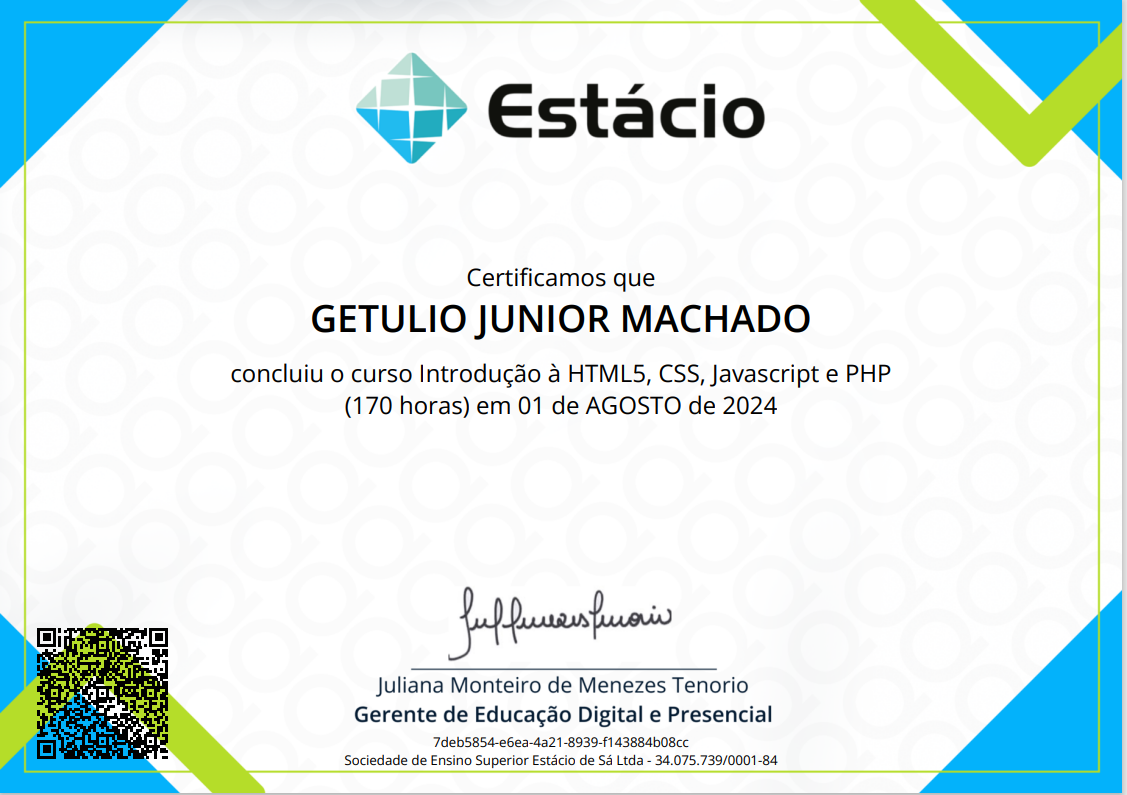 Estácio
Certificamos que
GETULIO JUNIOR MACHADO
concluiu o curso Introdução à HTML5, CSS, Javascript e PHP
(170 horas) em 01 de AGOSTO de 2024
Juliana Monteiro de Menezes Tenorio
Gerente de Educação Digital e Presencial
7deb5854-e6ea-4a21-8939-f143884b08cc
Sociedade de Ensino Superior Estácio de Sá Ltda - 34.075.739/0001-84